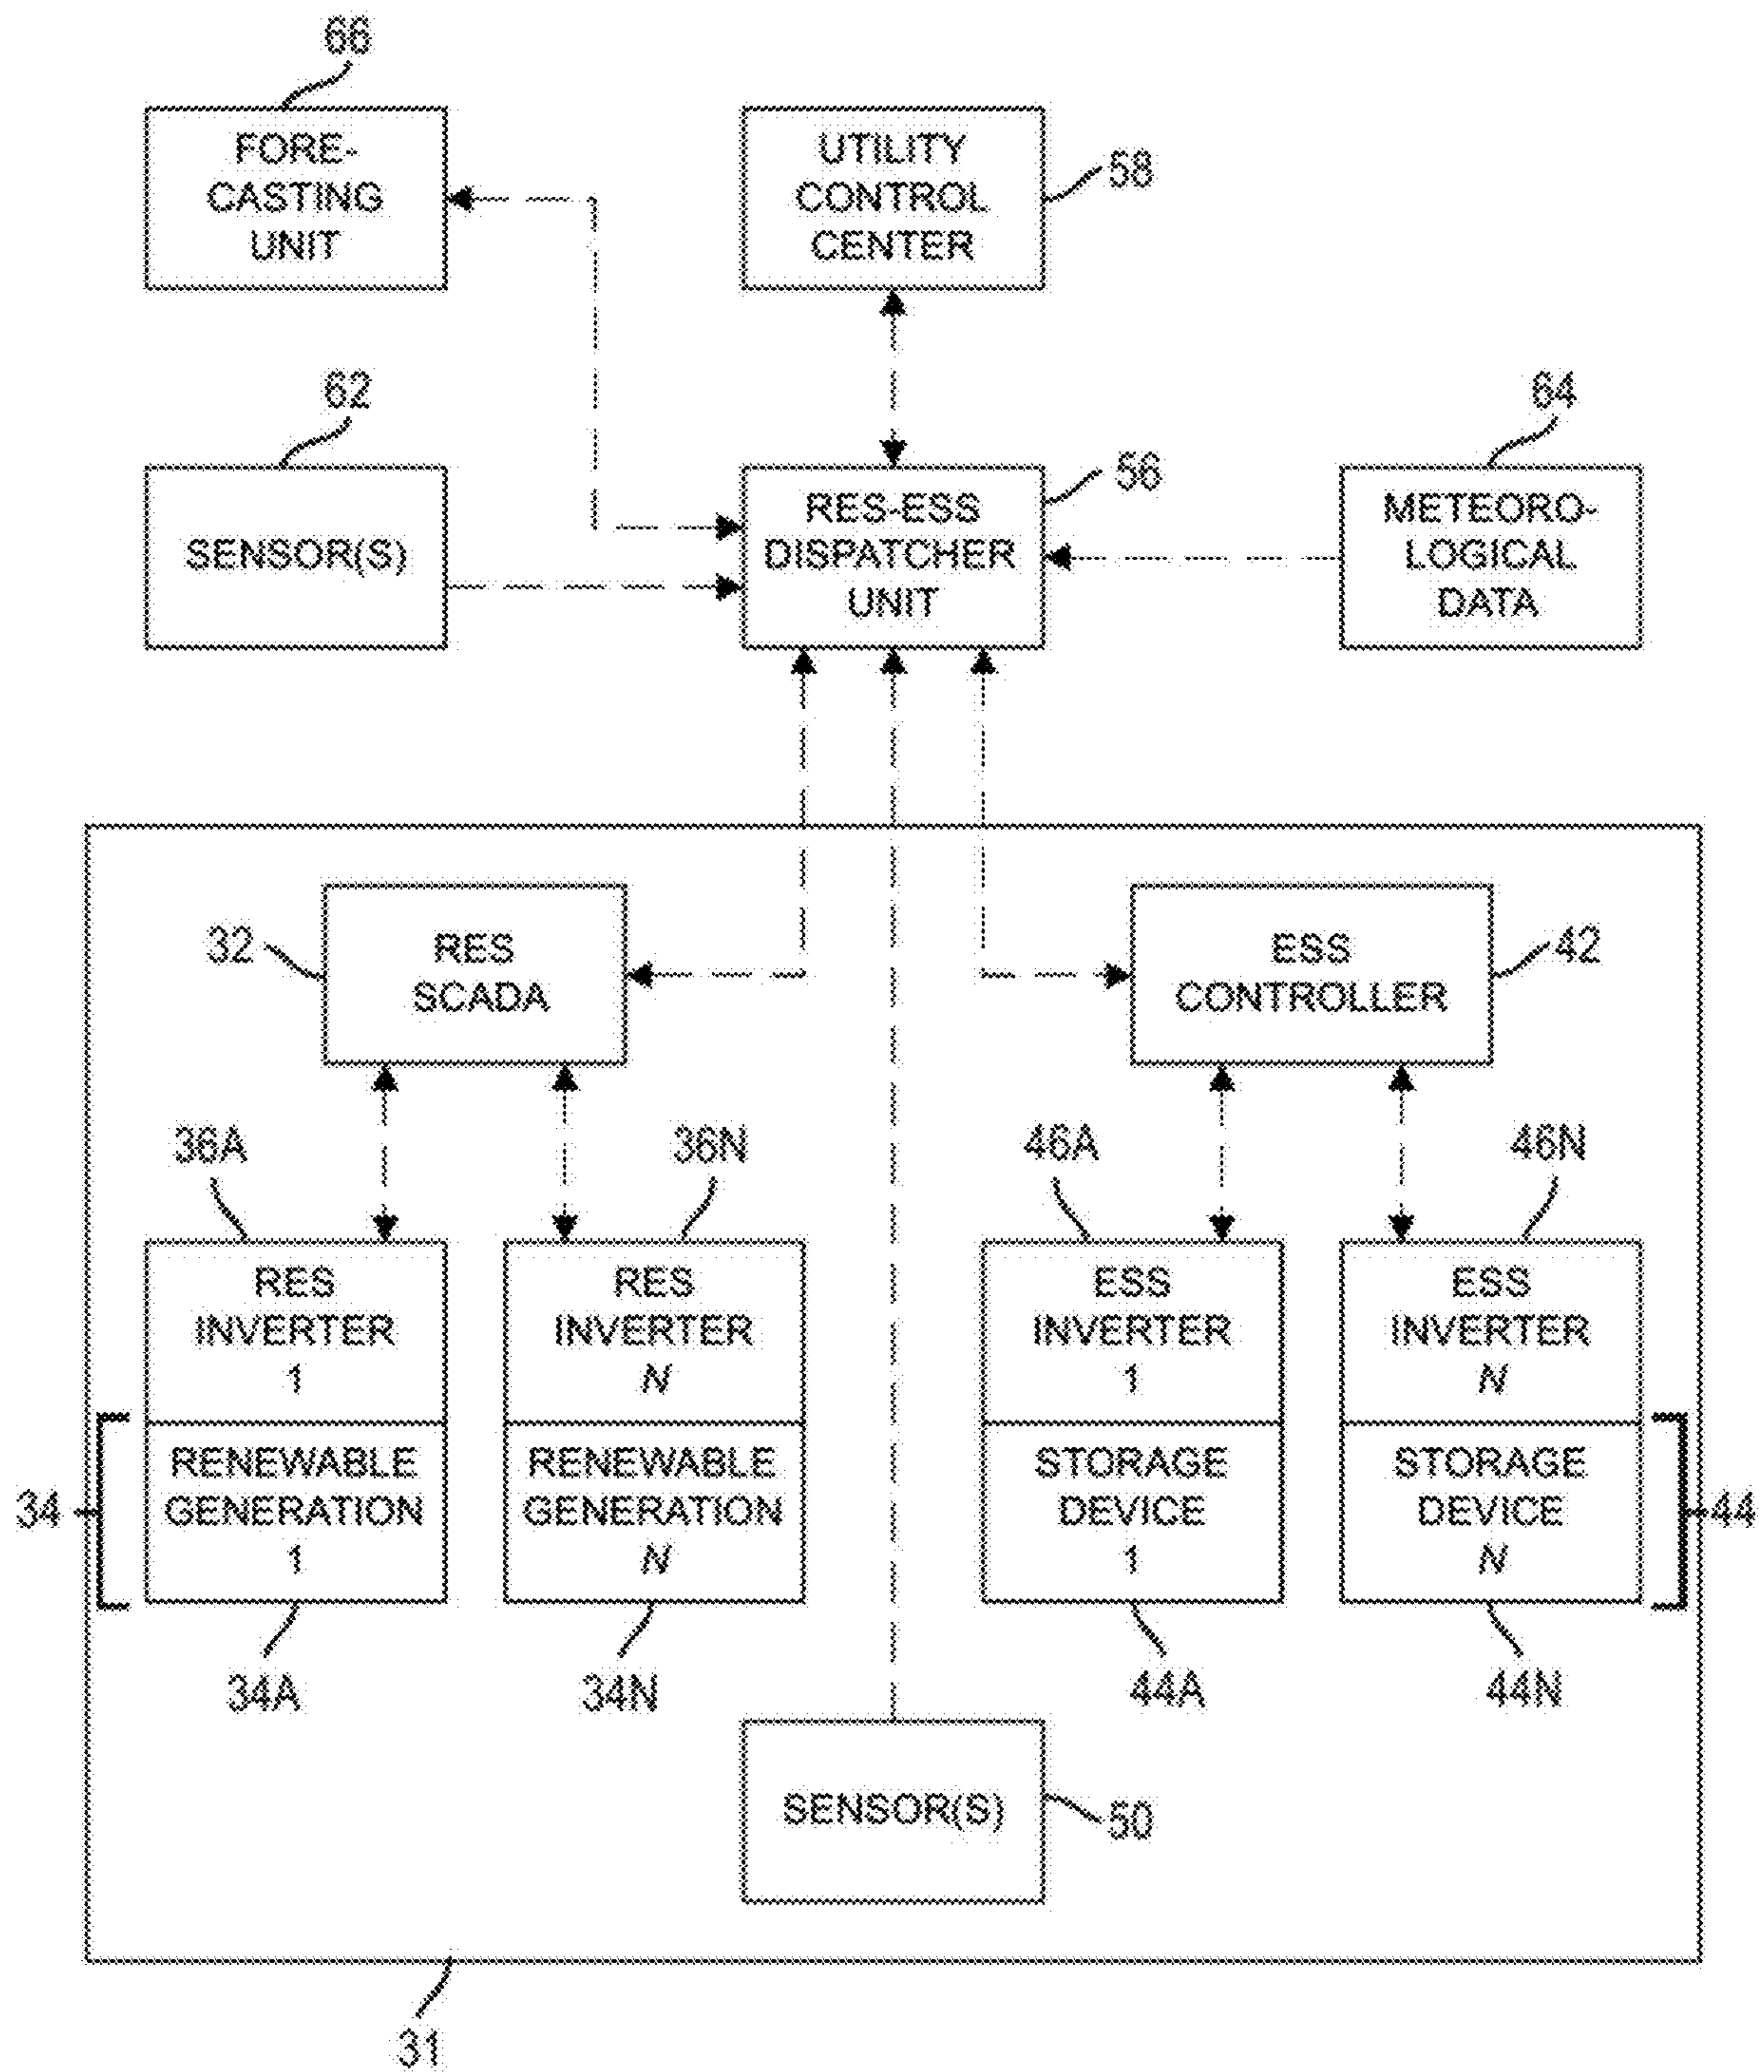 66
FORE-
CASTING
UNIT
UTILITY
CONTROL
CENTER
58
62
SENSOR(S)
RES-ESS
DISPATCHER
UNIT
56
64
METEORO-
LOGICAL
DATA
32
RES
SCADA
ESS
CONTROLLER
42
36A
36N
46A
46N
RES
INVERTER
1
RES
INVERTER
N
ESS
INVERTER
1
ESS
INVERTER
N
34
RENEWABLE
GENERATION
1
RENEWABLE
GENERATION
N
STORAGE
DEVICE
1
STORAGE
DEVICE
N
44
34A
34N
44A
44N
SENSOR(S)
50
31